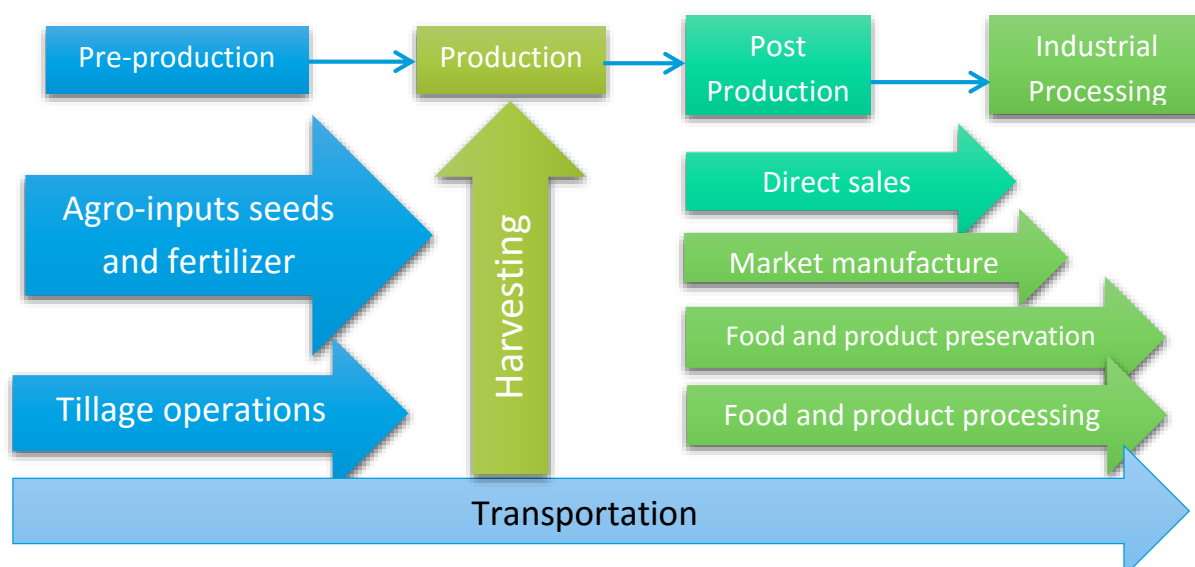 Pre-production
Production
Post
Production
Industrial
Processing
Agro-inputs seeds
and fertilizer
Tillage operations
Harvesting
Direct sales
Market manufacture
Food and product preservation
Food and product processing
Transportation